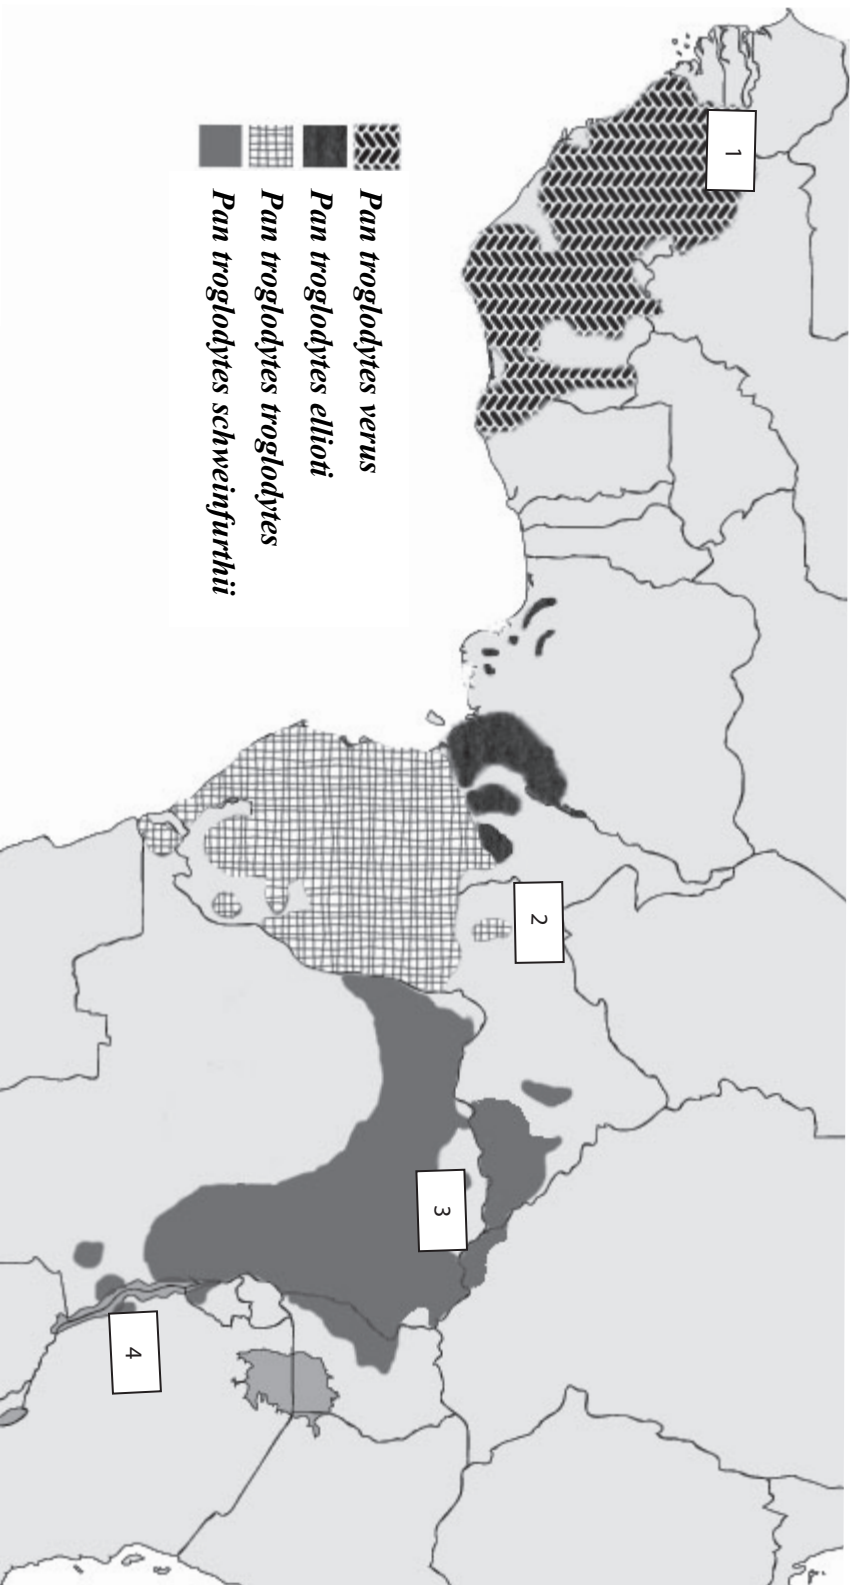 1
2
3
4
Pan troglodytes verus
Pan troglodytes ellioti
Pan troglodytes troglodytes
Pan troglodytes schweinfurthii